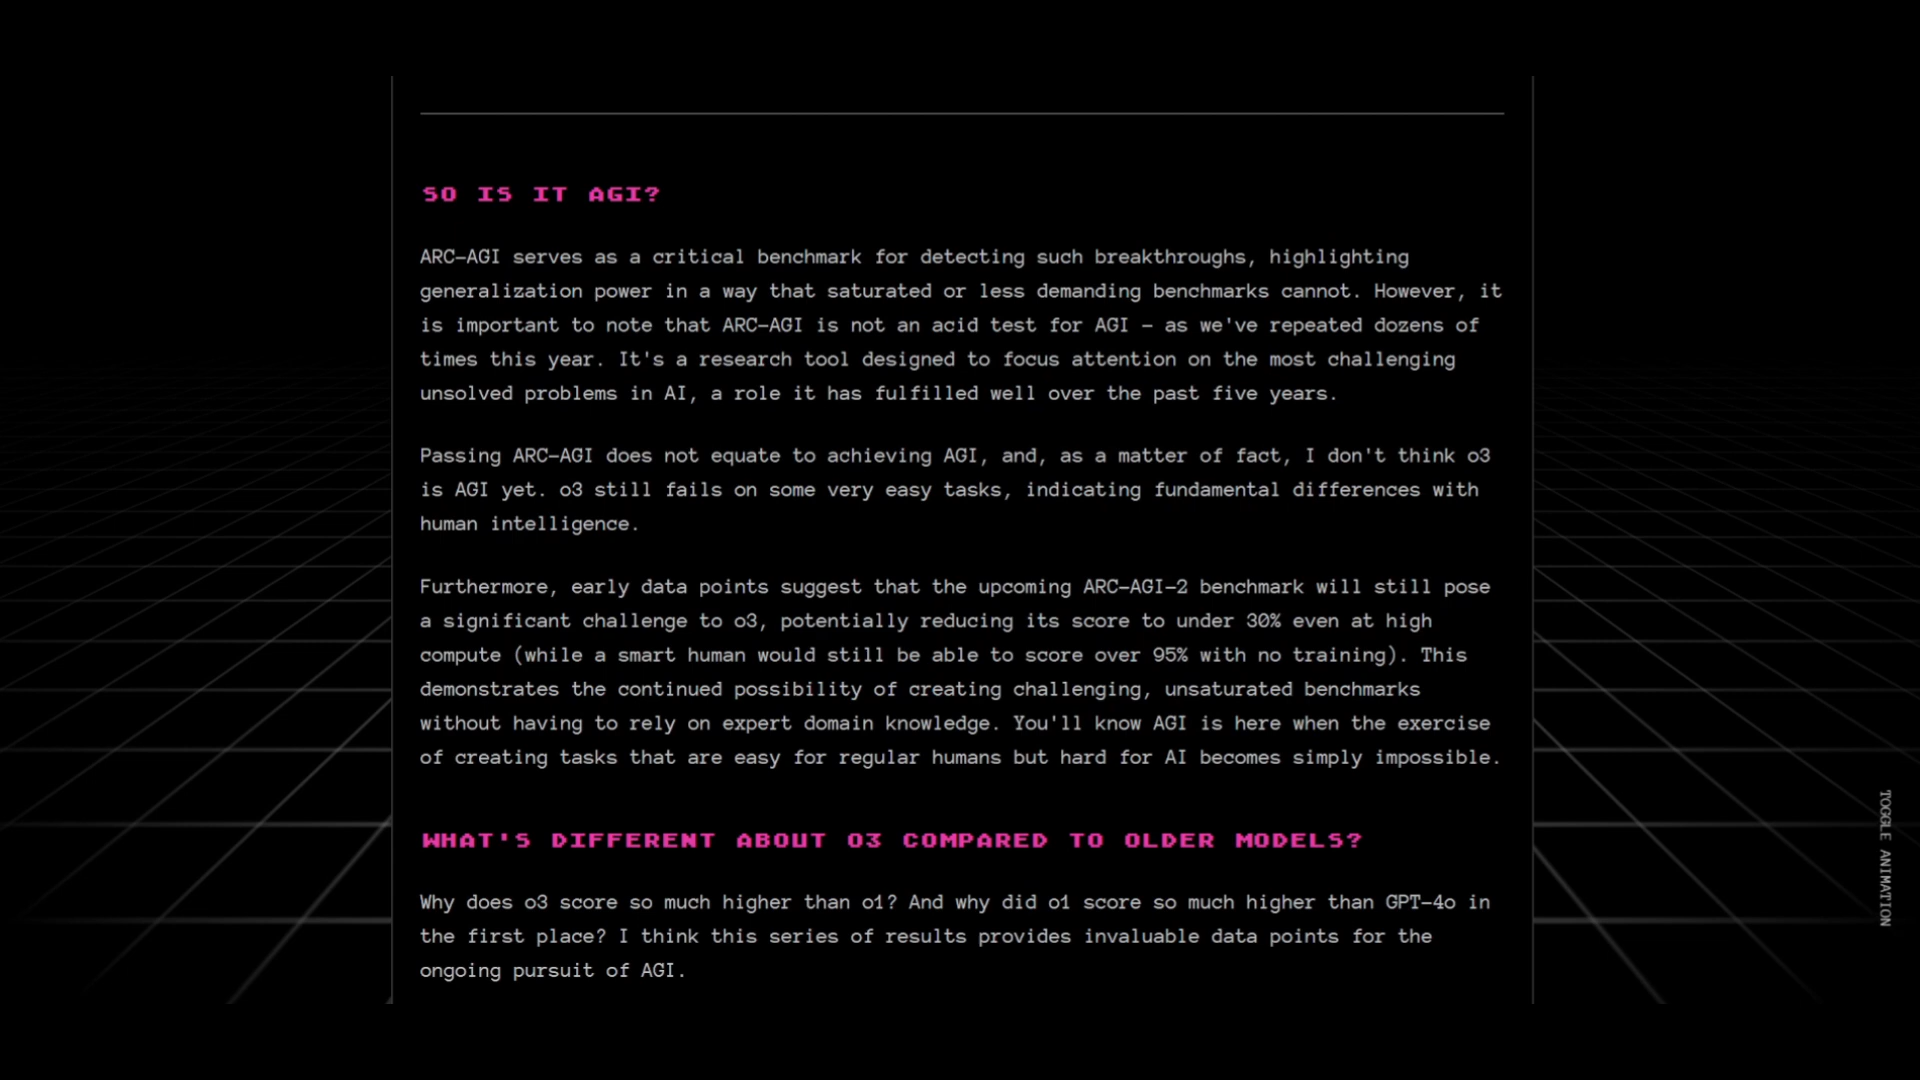 SO IS IT AGI?
ARC-AGI serves as a critical benchmark for detecting such breakthroughs, highlighting
generalization power in a way that saturated or less demanding benchmarks cannot. However, it
is important to note that ARC-AGI is not an acid test for AGI – as we've repeated dozens of
times this year. It's a research tool designed to focus attention on the most challenging
unsolved problems in AI, a role it has fulfilled well over the past five years.
Passing ARC-AGI does not equate to achieving AGI, and, as a matter of fact, I don't think o3
is AGI yet. o3 still fails on some very easy tasks, indicating fundamental differences with
human intelligence.
Furthermore, early data points suggest that the upcoming ARC-AGI-2 benchmark will still pose
a significant challenge to o3, potentially reducing its score to under 30% even at high
compute (while a smart human would still be able to score over 95% with no training). This
demonstrates the continued possibility of creating challenging, unsaturated benchmarks
without having to rely on expert domain knowledge. You'll know AGI is here when the exercise
of creating tasks that are easy for regular humans but hard for AI becomes simply impossible.
WHAT'S DIFFERENT ABOUT O3 COMPARED TO OLDER MODELS?
Why does o3 score so much higher than o1? And why did o1 score so much higher than GPT-4o in
the first place? I think this series of results provides invaluable data points for the
ongoing pursuit of AGI.
TOGGLE ANIMATION